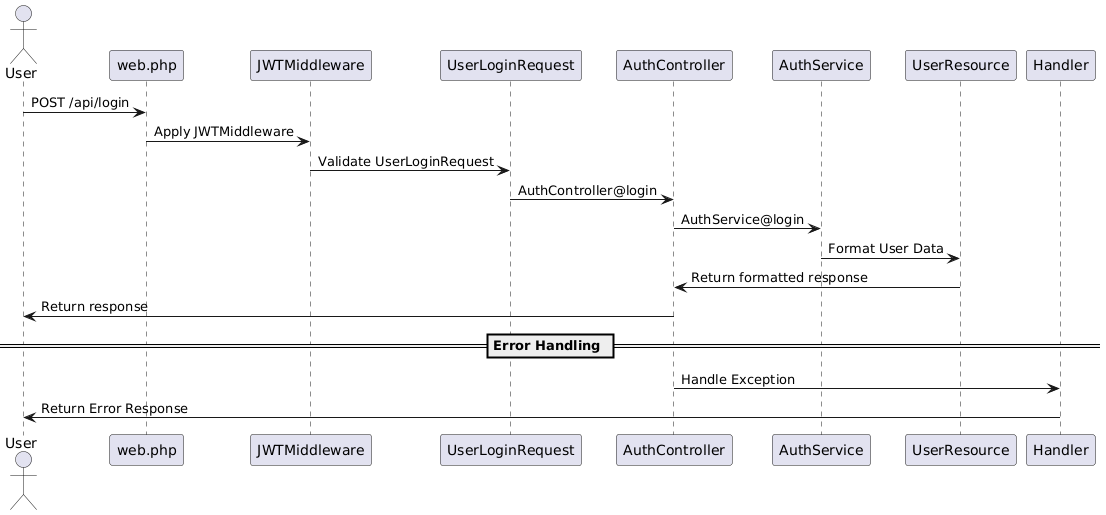 User
web.php
JWTMiddleware
UserLoginRequest
AuthController
AuthService
UserResource
Handler
POST /api/login
Apply JWTMiddleware
Validate UserLoginRequest
AuthController@login
AuthService@login
Format User Data
Return formatted response
Return response
Error Handling
Handle Exception
Return Error Response
User
web.php
JWTMiddleware
UserLoginRequest
AuthController
AuthService
UserResource
Handler